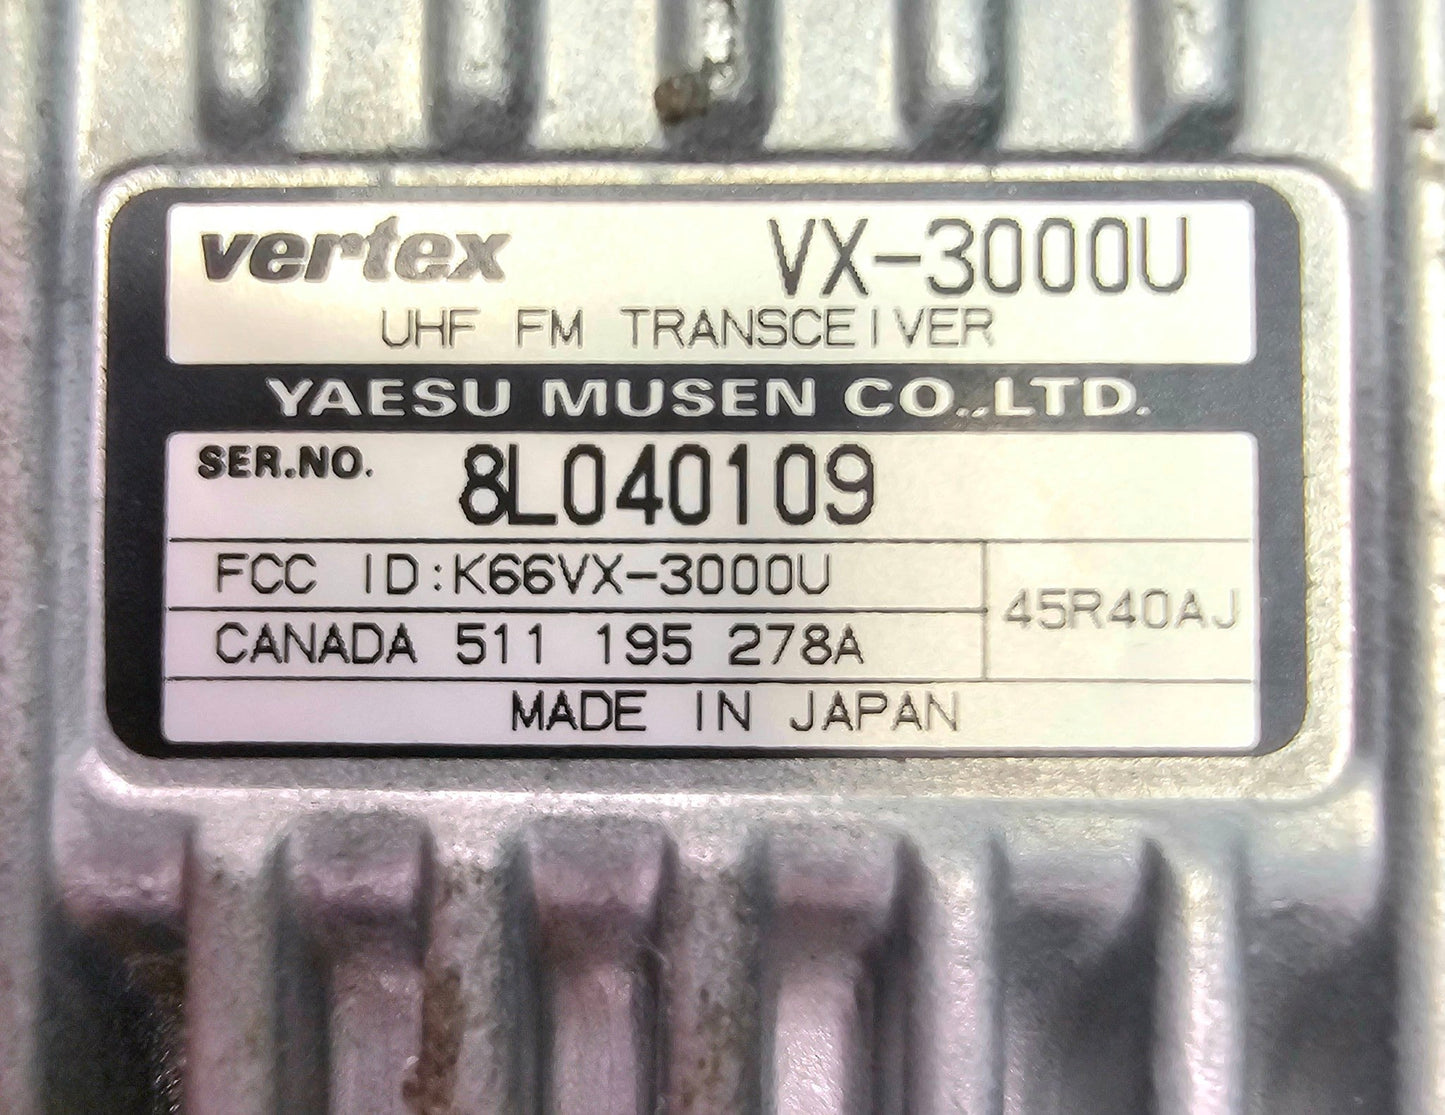 vertex VX-3000U
UHF FM TRANSCEIVER
YAESU MUSEN CO.,LTD.
SER.NO. 8L040109
FCC ID:K66VX-3000U
45R40AJ
CANADA 511 195 278A
MADE IN JAPAN